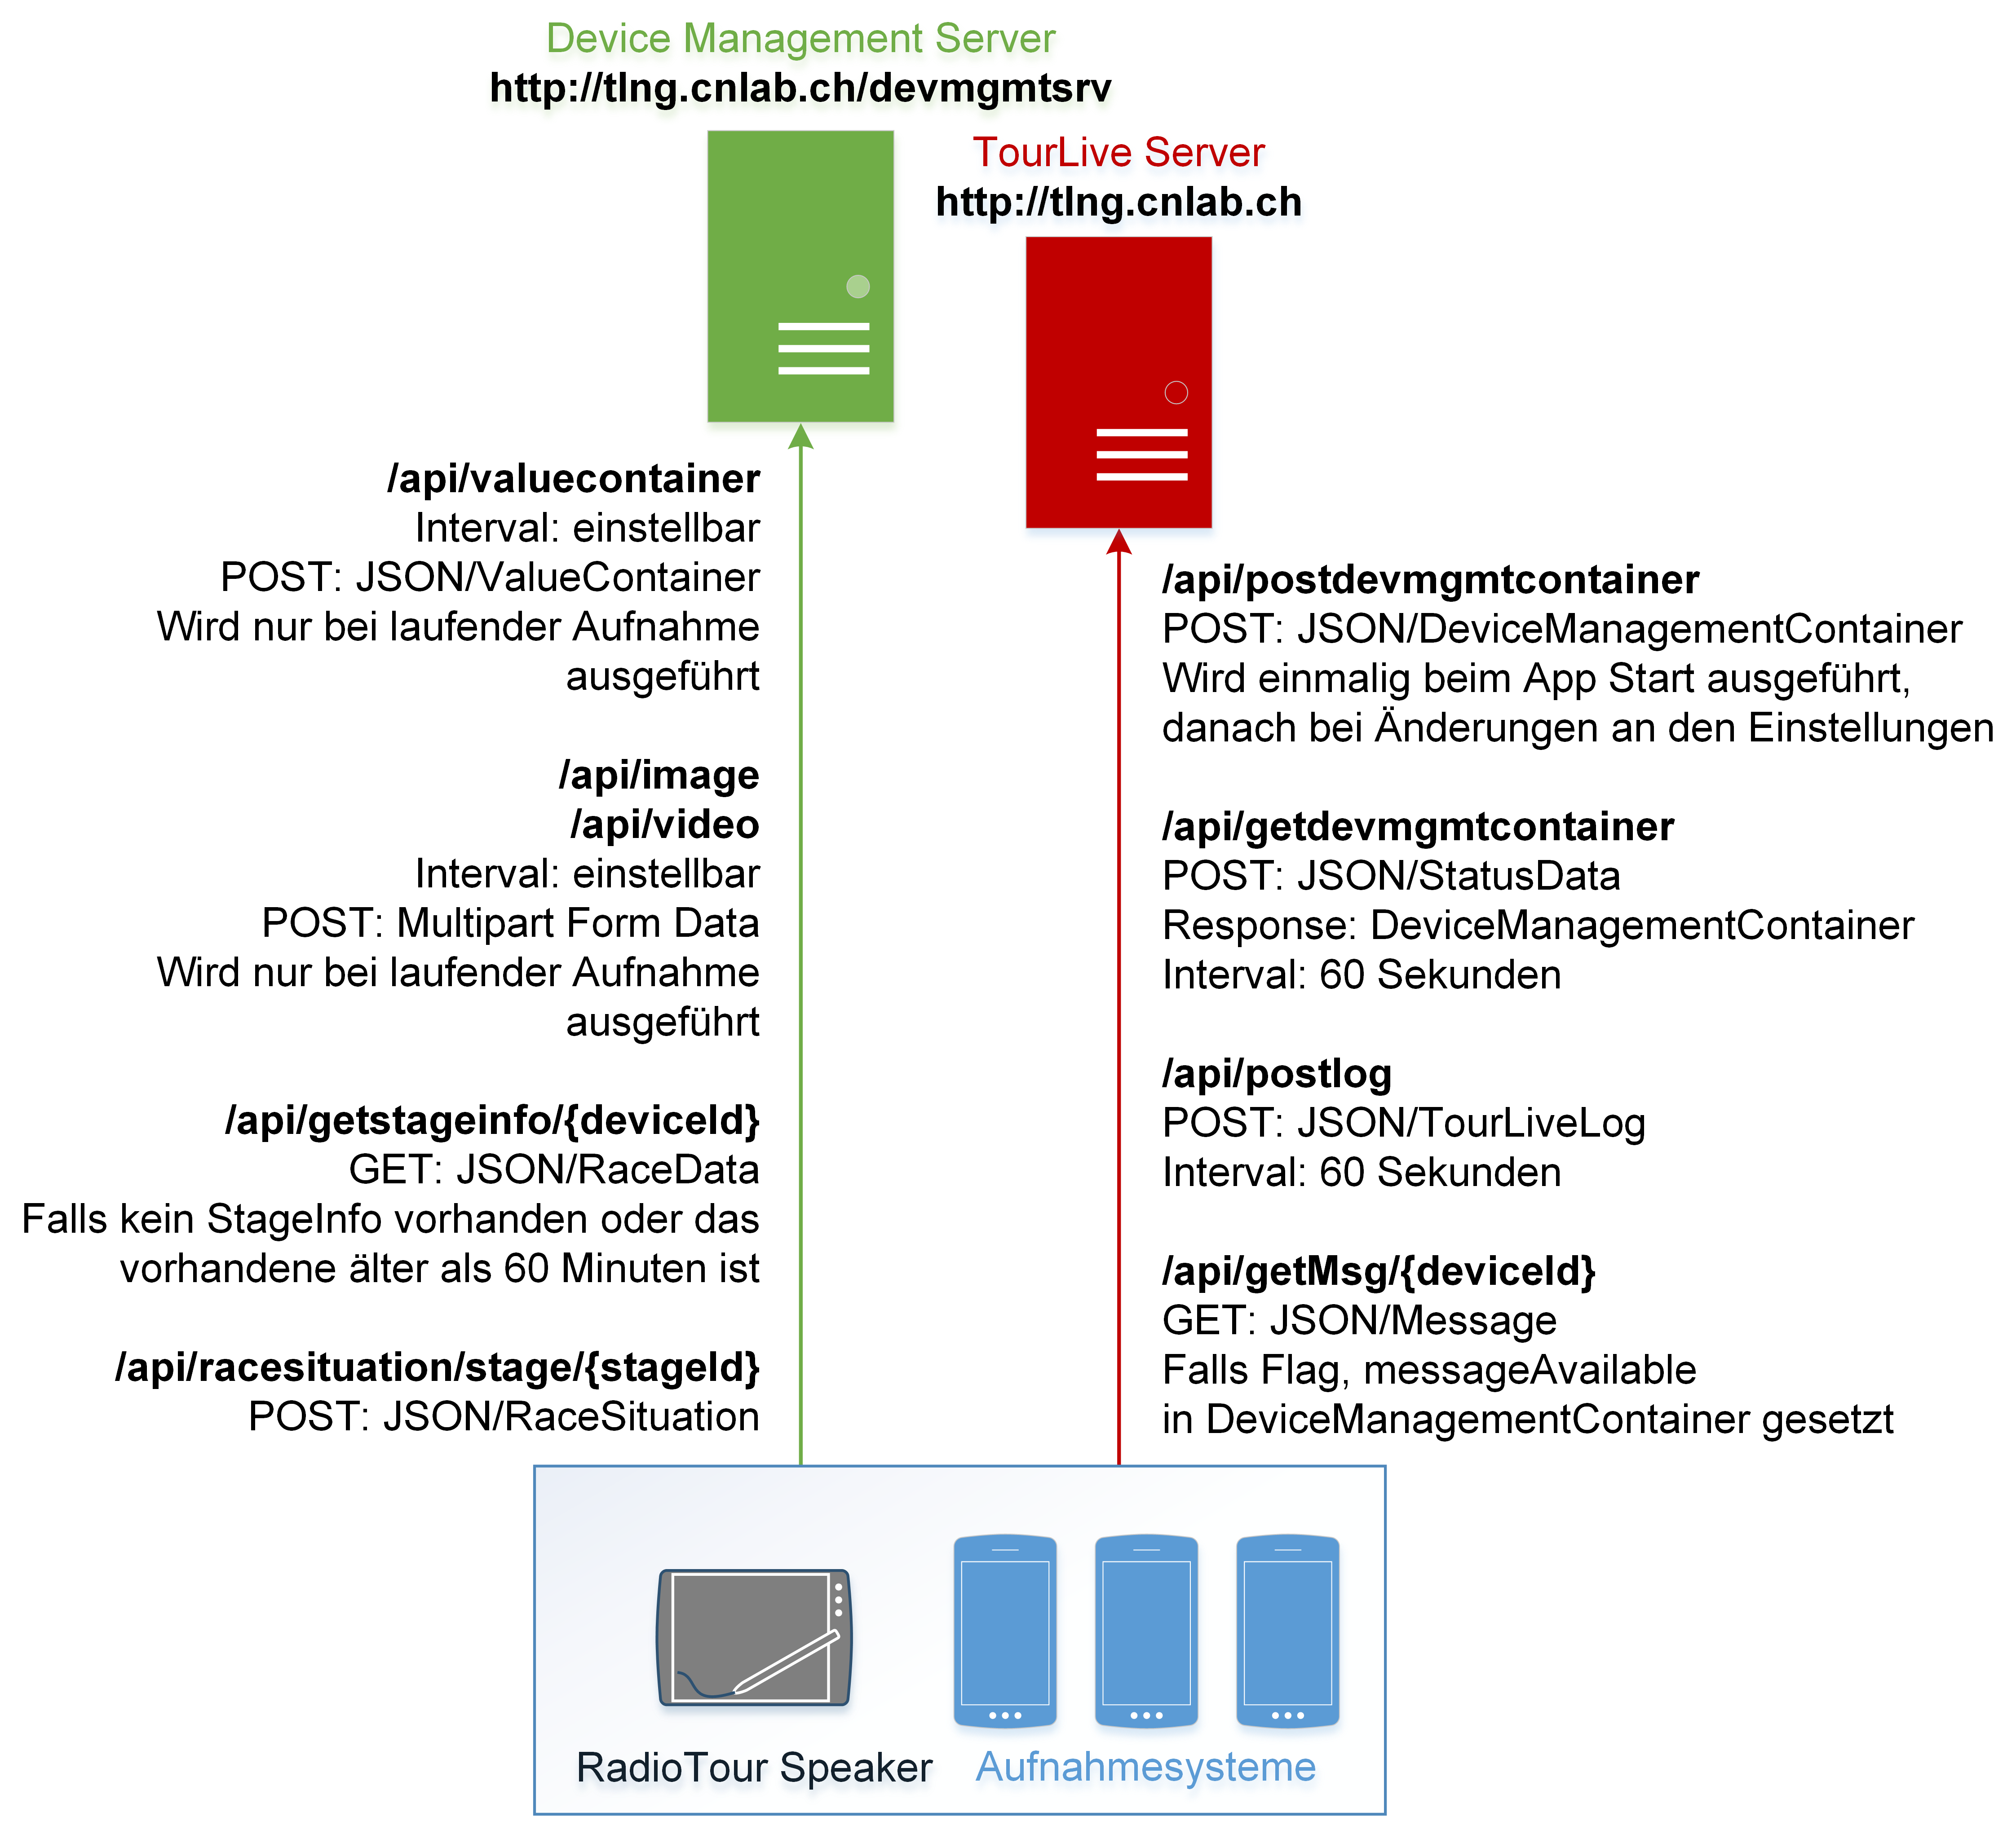 Device Management Server
http://tlng.cnlab.ch/devmgmtsrv
TourLive Server
http://tlng.cnlab.ch
/api/valuecontainer
Interval: einstellbar
POST: JSON/ValueContainer
Wird nur bei laufender Aufnahme
ausgeführt
/api/image
/api/video
Interval: einstellbar
POST: Multipart Form Data
Wird nur bei laufender Aufnahme
ausgeführt
/api/getstageinfo/{deviceId}
GET: JSON/RaceData
Falls kein StageInfo vorhanden oder das
vorhandene älter als 60 Minuten ist
/api/racesituation/stage/{stageId}
POST: JSON/RaceSituation
/api/postdevmgmtcontainer
POST: JSON/DeviceManagementContainer
Wird einmalig beim App Start ausgeführt,
danach bei Änderungen an den Einstellungen
/api/getdevmgmtcontainer
POST: JSON/StatusData
Response: DeviceManagementContainer
Interval: 60 Sekunden
/api/postlog
POST: JSON/TourLiveLog
Interval: 60 Sekunden
/api/getMsg/{deviceId}
GET: JSON/Message
Falls Flag, messageAvailable
in DeviceManagementContainer gesetzt
RadioTour Speaker
Aufnahmesysteme